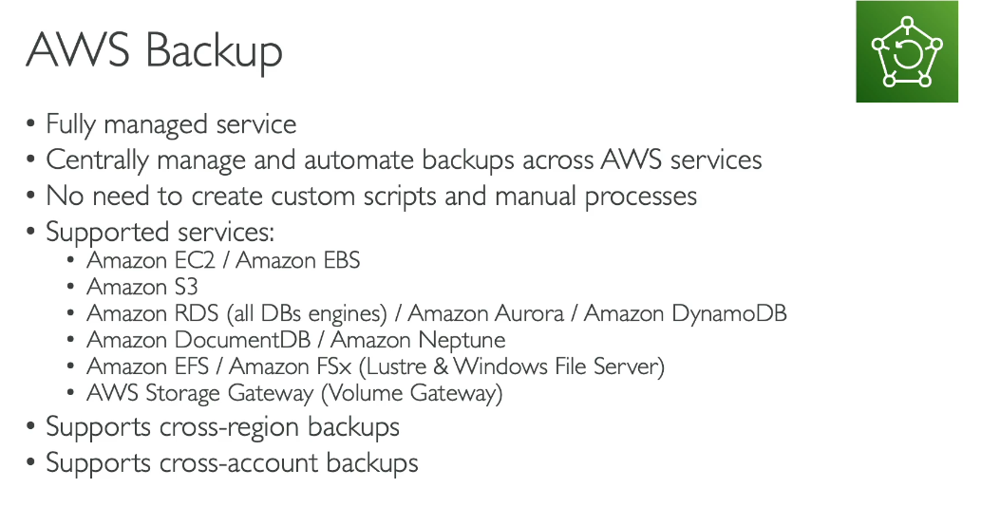 AWS Backup
• Fully managed service
• Centrally manage and automate backups across AWS services
• No need to create custom scripts and manual processes
• Supported services:
• Amazon EC2 / Amazon EBS
• Amazon S3
• Amazon RDS (all DBs engines) / Amazon Aurora / Amazon DynamoDB
• Amazon DocumentDB / Amazon Neptune
• Amazon EFS / Amazon FSx (Lustre & Windows File Server)
• AWS Storage Gateway (Volume Gateway)
• Supports cross-region backups
• Supports cross-account backups